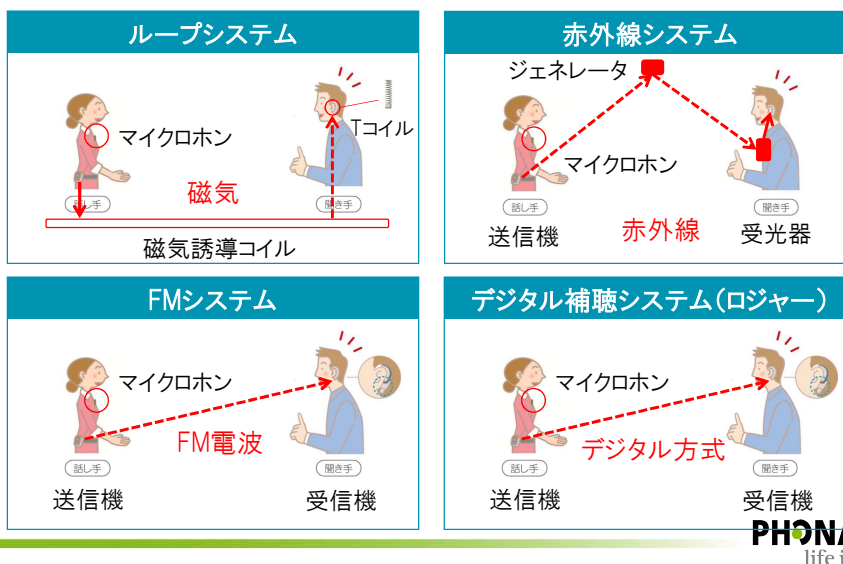 ループシステム
マイクロホン
Tコイル
磁気
話し手
聞き手
磁気誘導コイル
赤外線システム
ジェネレータ
マイクロホン
話し手
聞き手
送信機
赤外線
受光器
FMシステム
マイクロホン
FM電波
話し手
聞き手
送信機
受信機
デジタル補聴システム(ロジャー)
マイクロホン
デジタル方式
話し手
聞き手
送信機
受信機
PHONA
life i